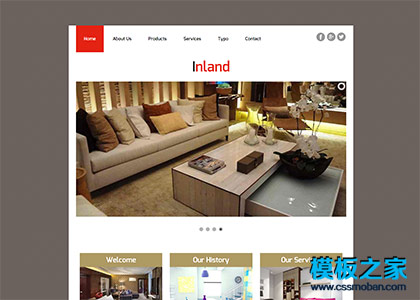 Home About Us Products Services Typo Contact
Inland
Welcome Our History Our Servi
模板之家
www.cssmoban.com